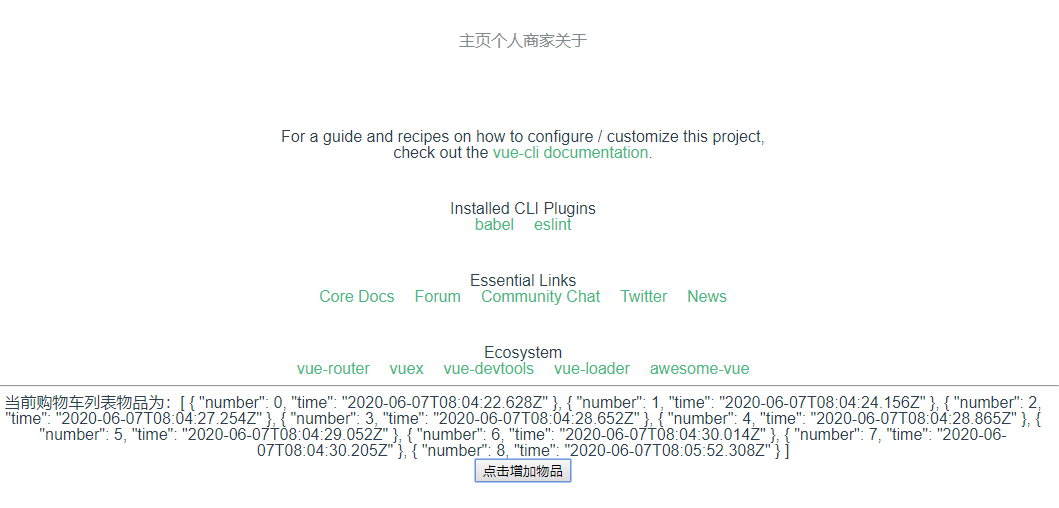 主页个人商家关于
For a guide and recipes on how to configure / customize this project,
check out the vue-cli documentation.
Installed CLI Plugins
babel eslint
Essential Links
Core Docs Forum Community Chat Twitter News
Ecosystem
vue-router vuex vue-devtools vue-loader awesome-vue
当前购物车列表物品为：[ { "number": 0, "time": "2020-06-07T08:04:22.628Z" }, { "number": 1, "time": "2020-06-07T08:04:24.156Z" }, { "number": 2,
"time": "2020-06-07T08:04:27.254Z" }, { "number": 3, "time": "2020-06-07T08:04:28.652Z" }, { "number": 4, "time": "2020-06-07T08:04:28.865Z" }, {
"number": 5, "time": "2020-06-07T08:04:29.052Z" }, { "number": 6, "time": "2020-06-07T08:04:30.014Z" }, { "number": 7, "time": "2020-06-
07T08:04:30.205Z" }, { "number": 8, "time": "2020-06-07T08:05:52.308Z" } ]
点击增加物品